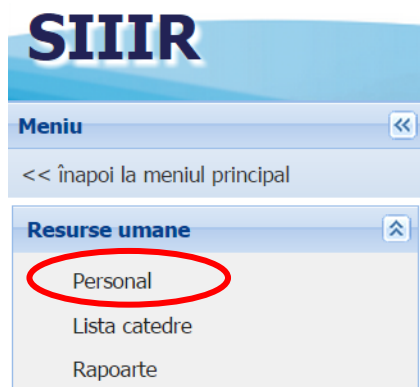 SIIIR
Meniu
<< înapoi la meniul principal
Resurse umane
Personal
Lista catedre
Rapoarte